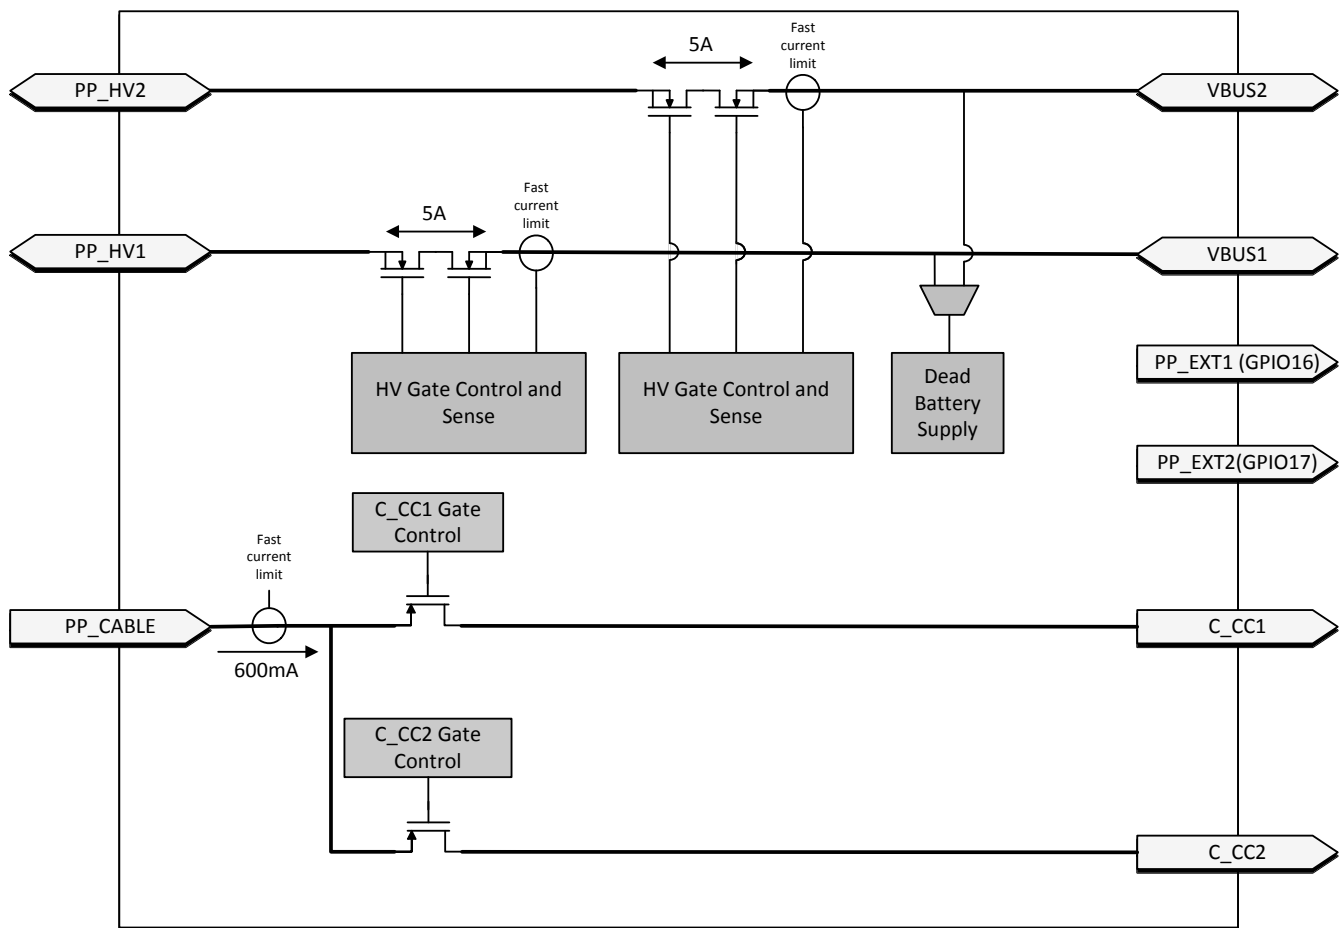 Fast
current
limit
5A
PP_HV2
VBUS2
Fast
current
limit
5A
PP_HV1
VBUS1
HV Gate Control and
Sense
HV Gate Control and
Sense
Dead
Battery
Supply
PP_EXT1 (GPIO16)
PP_EXT2(GPIO17)
C_CC1 Gate
Control
Fast
current
limit
PP_CABLE
600mA
C_CC1
C_CC2 Gate
Control
C_CC2